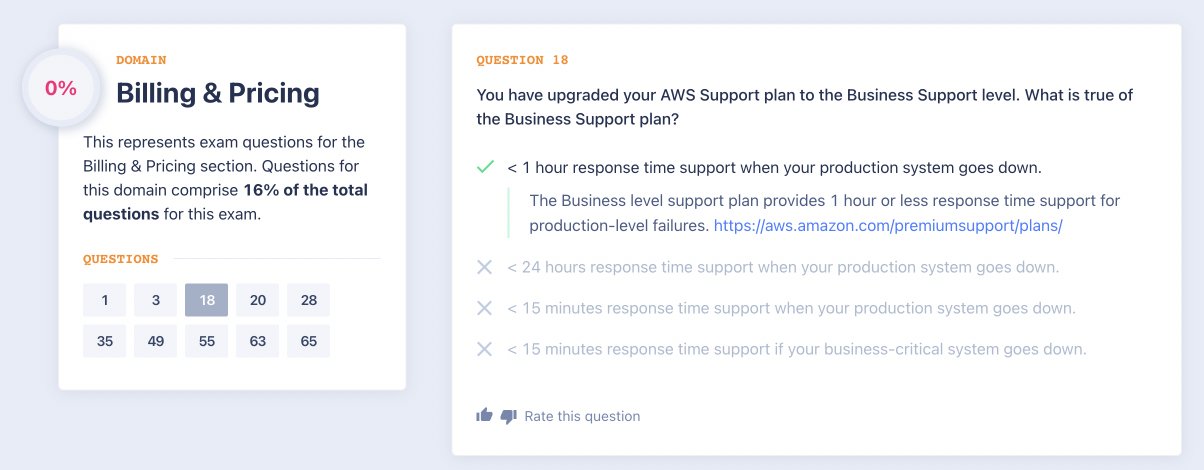 0%
DOMAIN
Billing & Pricing
This represents exam questions for the
Billing & Pricing section. Questions for
this domain comprise 16% of the total
questions for this exam.
QUESTIONS
1 3 18 20 28
35 49 55 63 65
QUESTION 18
You have upgraded your AWS Support plan to the Business Support level. What is true of
the Business Support plan?
< 1 hour response time support when your production system goes down.
The Business level support plan provides 1 hour or less response time support for
production-level failures. https://aws.amazon.com/premiumsupport/plans/
< 24 hours response time support when your production system goes down.
< 15 minutes response time support when your production system goes down.
< 15 minutes response time support if your business-critical system goes down.
Rate this question